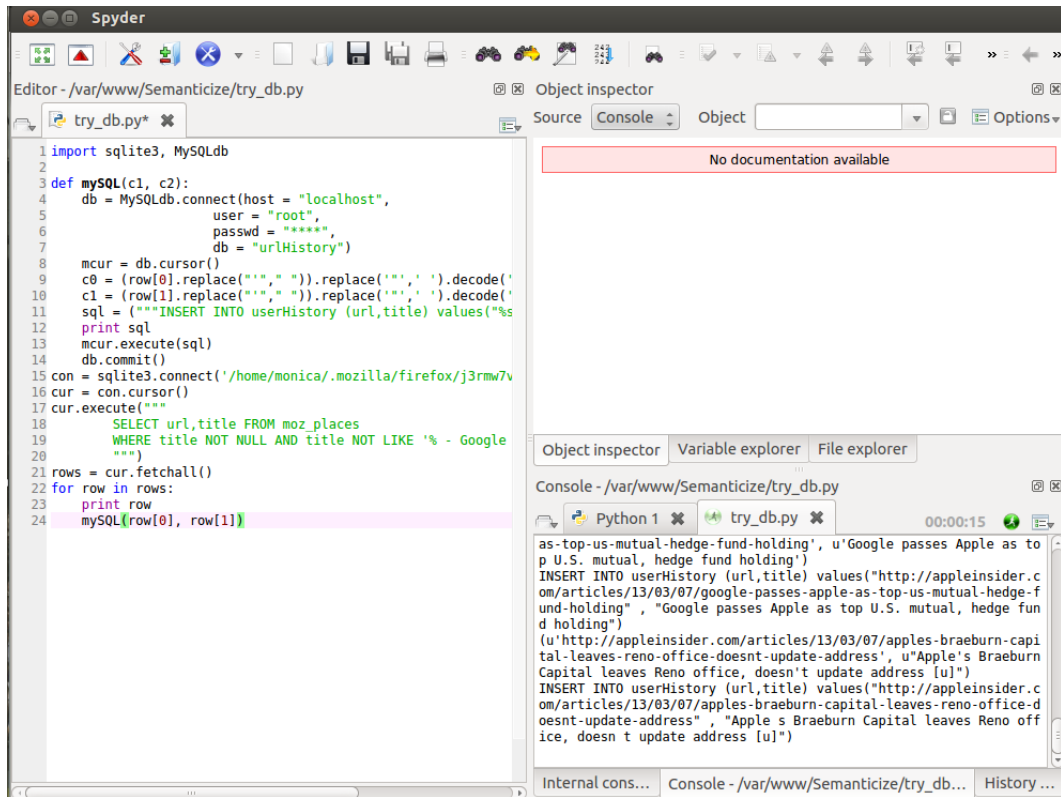 Spyder
Editor - /var/www/Semanticize/try_db.py
try_db.py*
1 import sqlite3, MySQLdb
2
3 def mySQL(c1, c2):
4     db = MySQLdb.connect(host = "localhost",
5                     user = "root",
6                     passwd = "****",
7                     db = "urlHistory")
8     mcur = db.cursor()
9     c0 = (row[0].replace("'"," ")).replace('"',' ').decode('
10     c1 = (row[1].replace("'"," ")).replace('"',' ').decode('
11     sql = ("""INSERT INTO userHistory (url,title) values("%s
12     print sql
13     mcur.execute(sql)
14     db.commit()
15 con = sqlite3.connect('/home/monica/.mozilla/firefox/j3rmw7v
16 cur = con.cursor()
17 cur.execute("""
18         SELECT url,title FROM moz_places
19         WHERE title NOT NULL AND title NOT LIKE '% - Google
20         """)
21 rows = cur.fetchall()
22 for row in rows:
23     print row
24     mySQL(row[0], row[1])
Object inspector
Source Console Object Options
No documentation available
Object inspector Variable explorer File explorer
Console - /var/www/Semanticize/try_db.py
Python 1 try_db.py 00:00:15
as-top-us-mutual-hedge-fund-holding', u'Google passes Apple as to
p U.S. mutual, hedge fund holding')
INSERT INTO userHistory (url,title) values("http://appleinsider.c
om/articles/13/03/07/google-passes-apple-as-top-us-mutual-hedge-f
und-holding" , "Google passes Apple as top U.S. mutual, hedge fun
d holding")
(u'http://appleinsider.com/articles/13/03/07/apples-braeburn-capi
tal-leaves-reno-office-doesnt-update-address', u"Apple's Braeburn
Capital leaves Reno office, doesn't update address [u]")
INSERT INTO userHistory (url,title) values("http://appleinsider.c
om/articles/13/03/07/apples-braeburn-capital-leaves-reno-office-d
oesnt-update-address" , "Apple s Braeburn Capital leaves Reno off
ice, doesn t update address [u]")
Internal cons... Console - /var/www/Semanticize/try_db... History ...